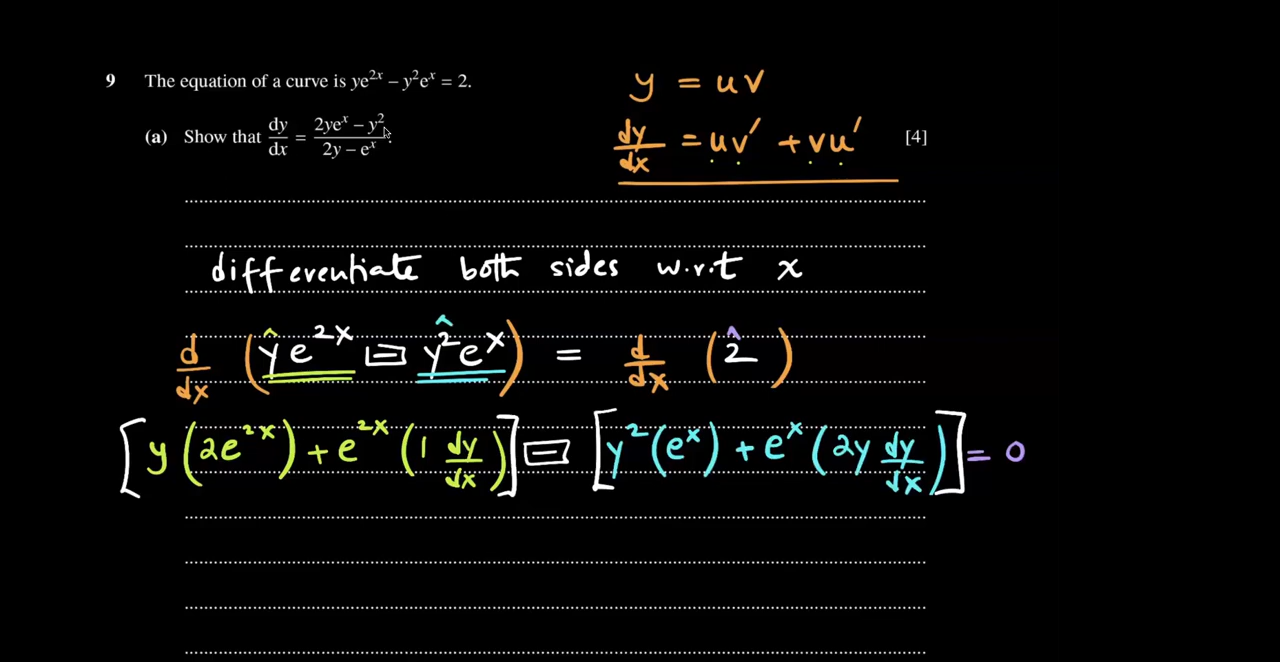 9 The equation of a curve is ye^{2x} − y^2e^x = 2.
y = uv
(a) Show that dy/dx = (2ye^x − y^2)/(2y − e^x). [4]
dy/dx = uv′ + vu′
differentiate both sides w.r.t x
d/dx (ye^{2x} − y^2e^x) = d/dx (2)
[y(2e^{2x}) + e^{2x}(1 dy/dx)] − [y^2(e^x) + e^x(2y dy/dx)] = 0